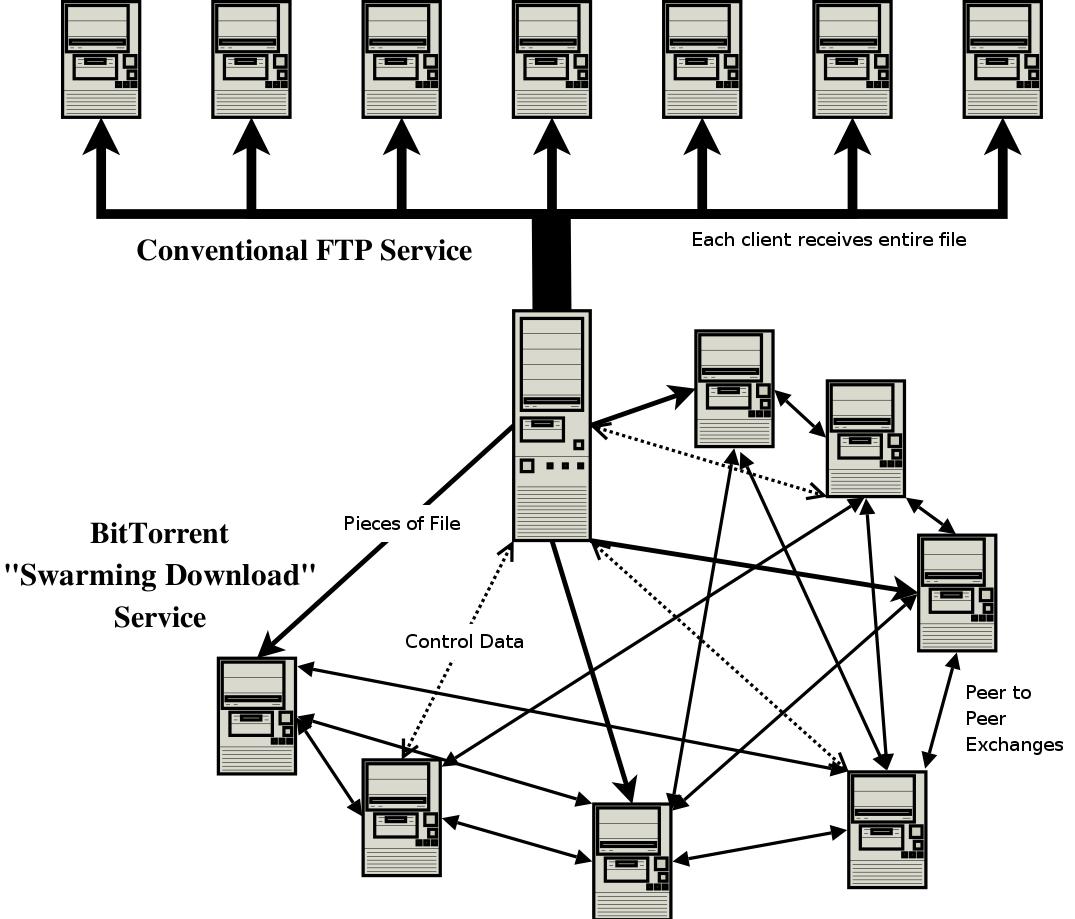 Conventional FTP Service
Each client receives entire file
Pieces of File
BitTorrent
"Swarming Download"
Service
Control Data
Peer to
Peer
Exchanges